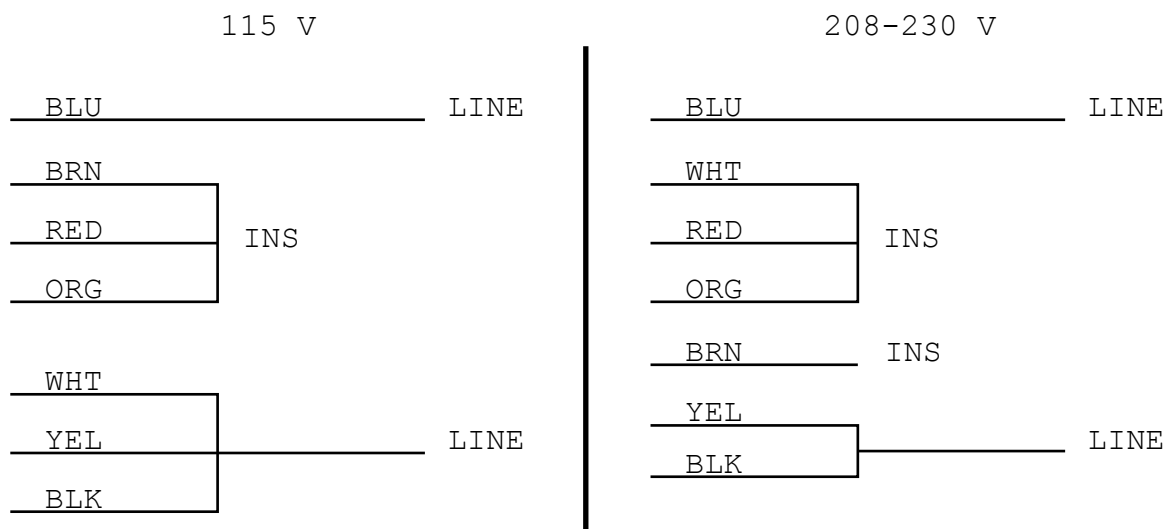 115 V
BLU LINE
BRN
RED INS
ORG
WHT
YEL LINE
BLK
208-230 V
BLU LINE
WHT
RED INS
ORG
BRN INS
YEL
LINE
BLK